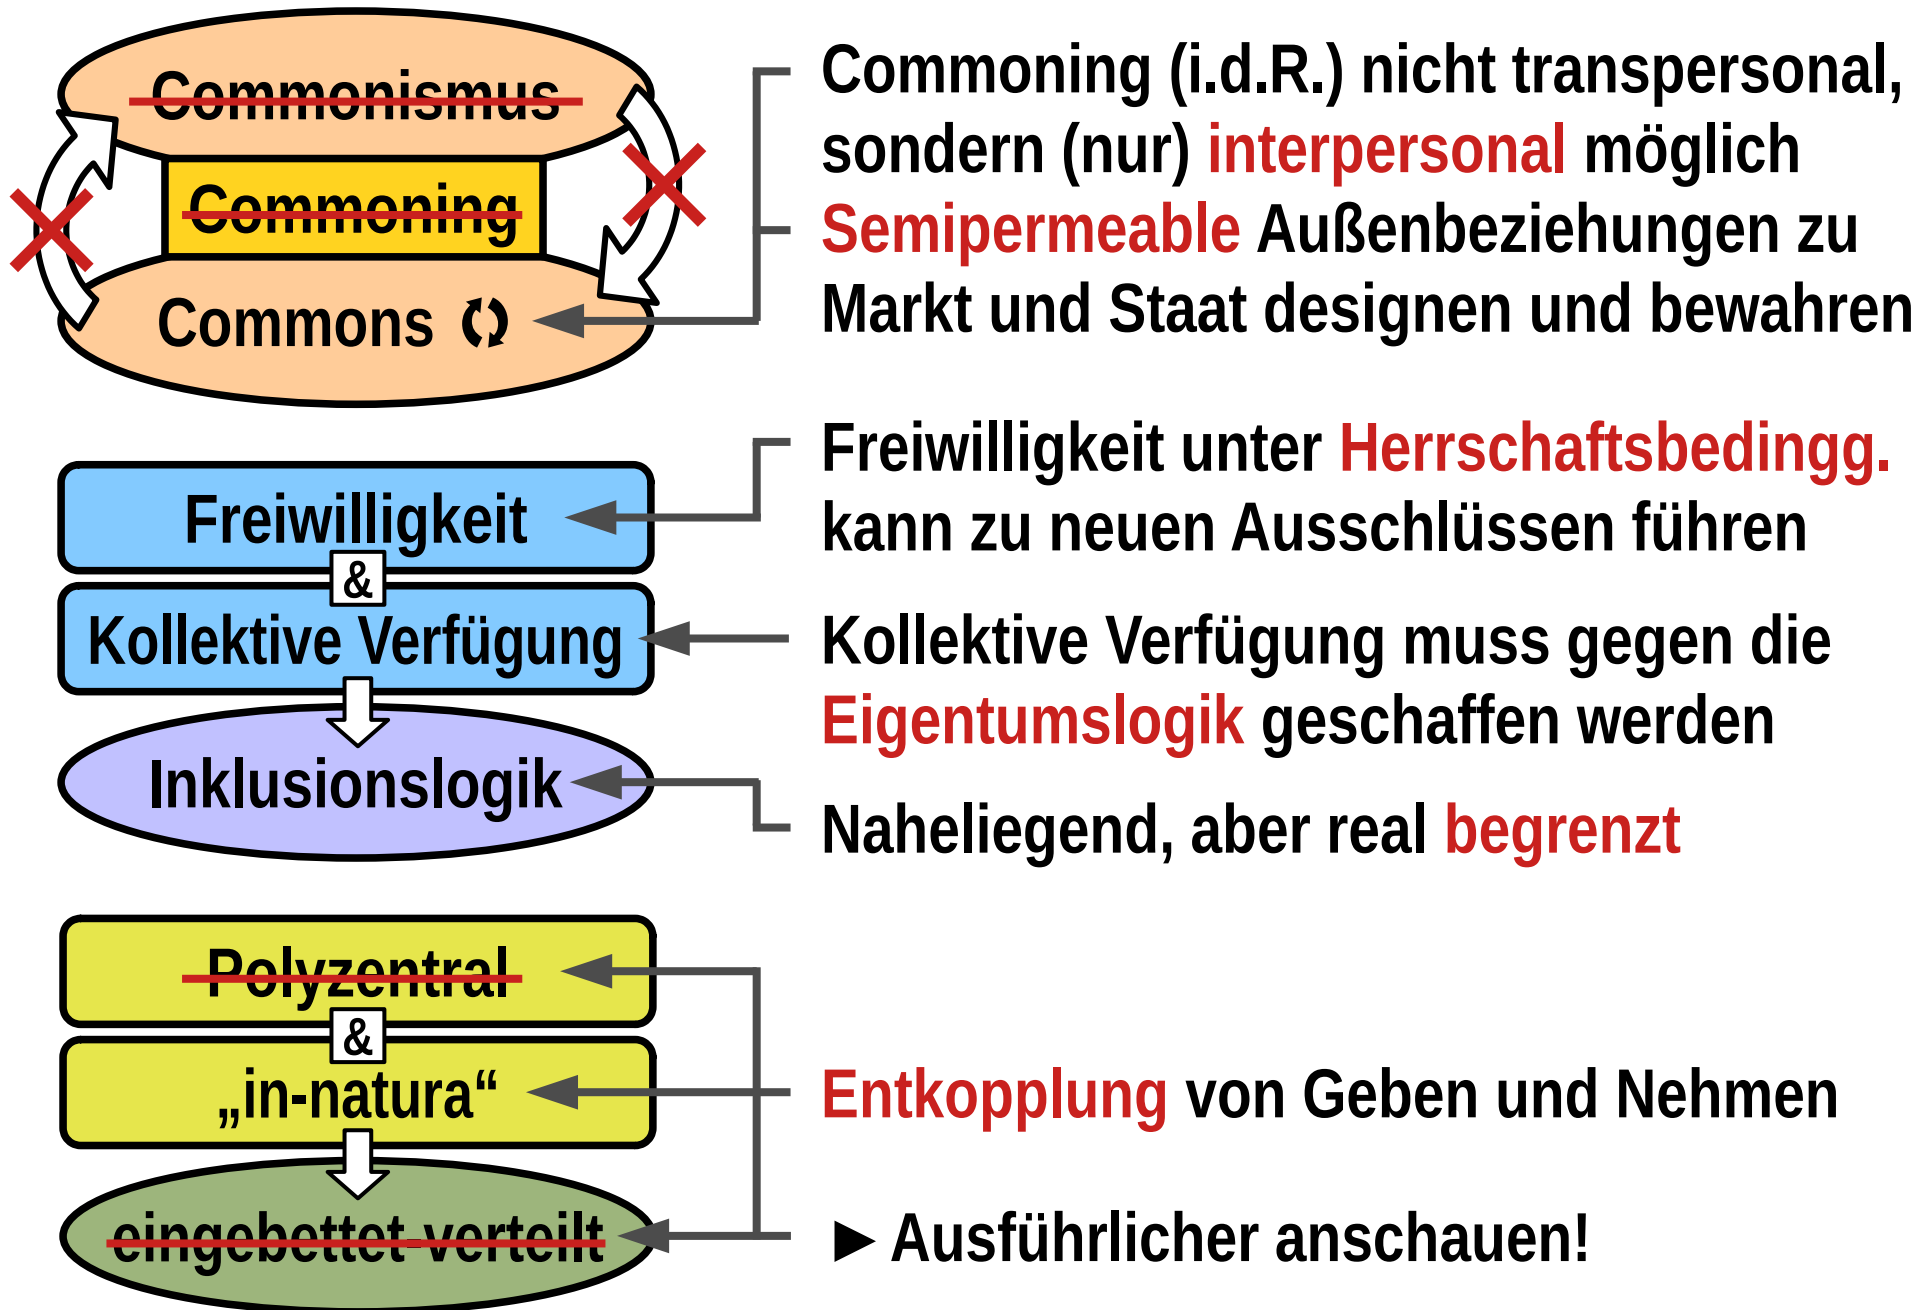 Commonismus
Commoning
Commons
Commoning (i.d.R.) nicht transpersonal,
sondern (nur) interpersonal möglich
Semipermeable Außenbeziehungen zu
Markt und Staat designen und bewahren
Freiwilligkeit
&
Kollektive Verfügung
Inklusionslogik
Freiwilligkeit unter Herrschaftsbedingg.
kann zu neuen Ausschlüssen führen
Kollektive Verfügung muss gegen die
Eigentumslogik geschaffen werden
Naheliegend, aber real begrenzt
Polyzentral
&
„in-natura“
eingebettet-verteilt
Entkopplung von Geben und Nehmen
► Ausführlicher anschauen!